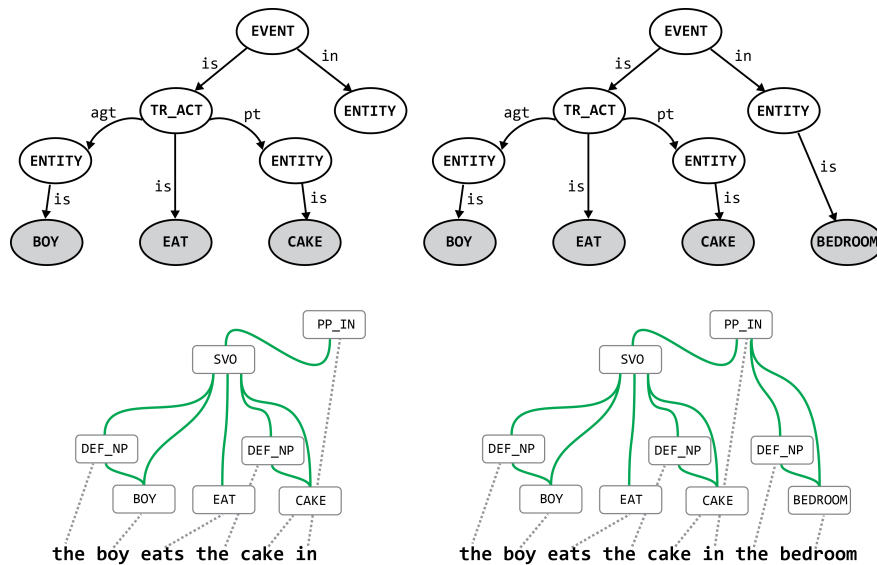 EVENT
is in
TR_ACT ENTITY
agt pt
ENTITY ENTITY
is is is
BOY EAT CAKE
PP_IN
SVO
DEF_NP DEF_NP
BOY EAT CAKE
the boy eats the cake in
EVENT
is in
TR_ACT ENTITY
agt pt
ENTITY ENTITY
is is is is
BOY EAT CAKE BEDROOM
PP_IN
SVO
DEF_NP DEF_NP DEF_NP
BOY EAT CAKE BEDROOM
the boy eats the cake in the bedroom